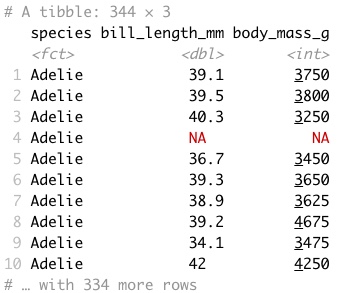 # A tibble: 344 × 3
species bill_length_mm body_mass_g
<fct> <dbl> <int>
1 Adelie 39.1 3750
2 Adelie 39.5 3800
3 Adelie 40.3 3250
4 Adelie NA NA
5 Adelie 36.7 3450
6 Adelie 39.3 3650
7 Adelie 38.9 3625
8 Adelie 39.2 4675
9 Adelie 34.1 3475
10 Adelie 42 4250
# … with 334 more rows